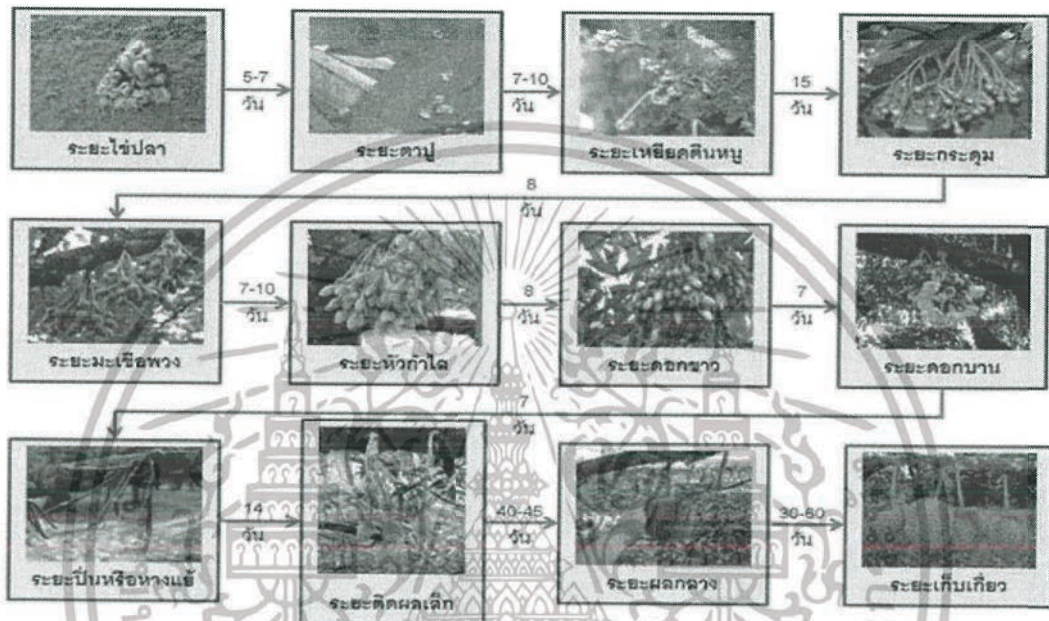 5-7
วัน
7-10
วัน
15
วัน
ระยะไข่ปลา
ระยะตาปู
ระยะเหยียดตีนหนู
ระยะกระดุม
8
วัน
7-10
วัน
8
วัน
7
วัน
ระยะมะเขือพวง
ระยะหัวกำไล
ระยะดอกขาว
ระยะดอกบาน
7
วัน
14
วัน
40-45
วัน
30-60
วัน
ระยะปิ่นหรือหางแย้
ระยะติดผลเล็ก
ระยะผลกลาง
ระยะเก็บเกี่ยว